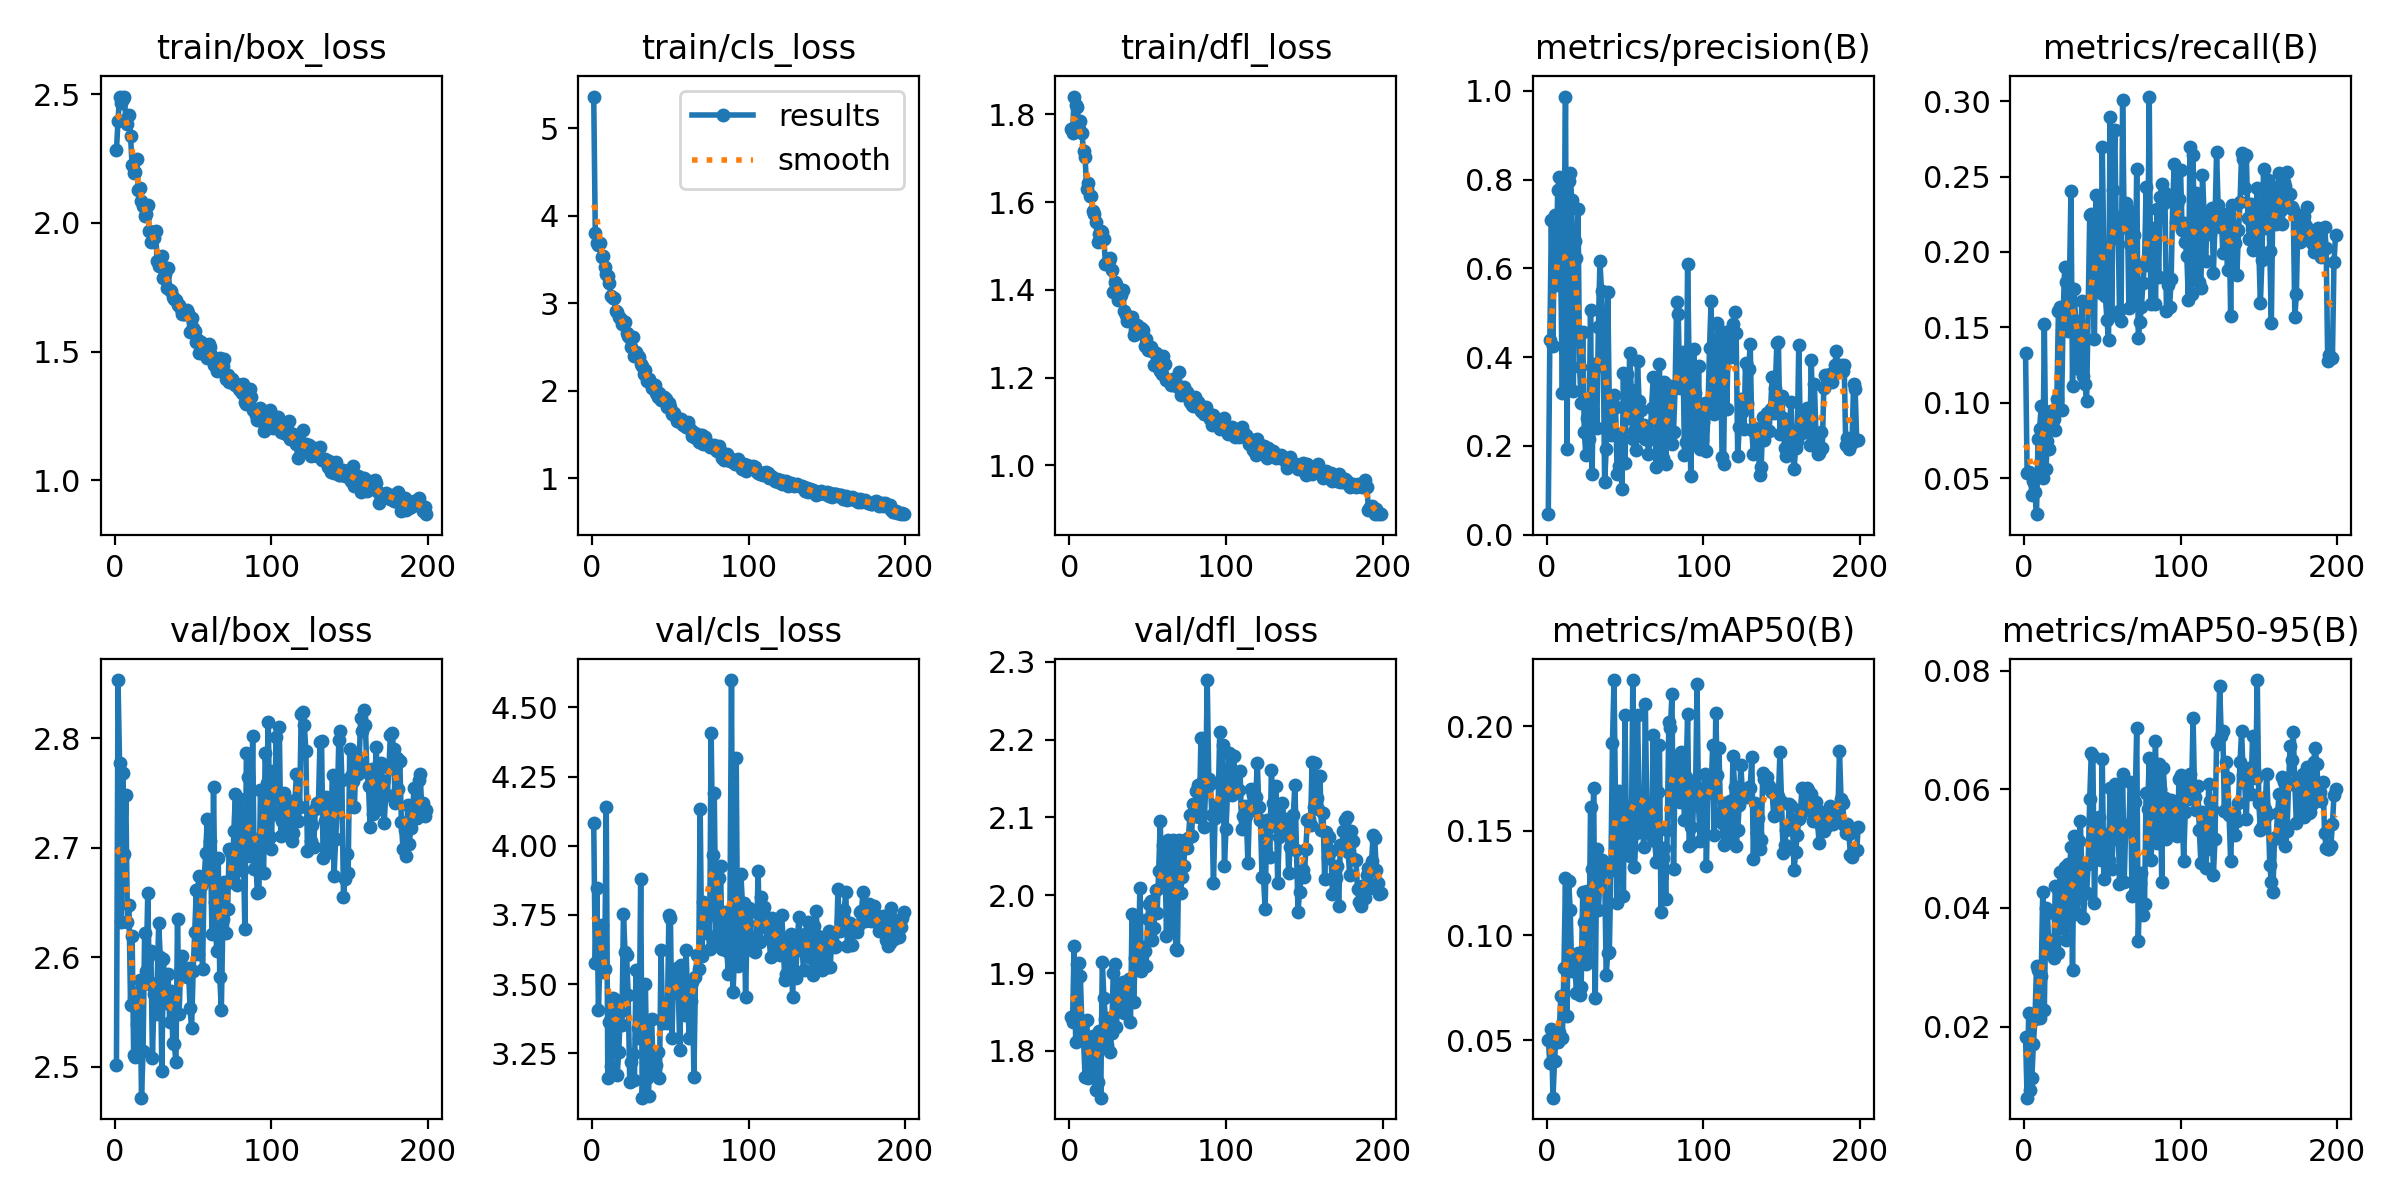 train/box_loss
2.5
2.0
1.5
1.0
0 100 200
train/cls_loss
results
smooth
5
4
3
2
1
0 100 200
train/dfl_loss
1.8
1.6
1.4
1.2
1.0
0 100 200
metrics/precision(B)
1.0
0.8
0.6
0.4
0.2
0.0
0 100 200
metrics/recall(B)
0.30
0.25
0.20
0.15
0.10
0.05
0 100 200
val/box_loss
2.8
2.7
2.6
2.5
0 100 200
val/cls_loss
4.50
4.25
4.00
3.75
3.50
3.25
0 100 200
val/dfl_loss
2.3
2.2
2.1
2.0
1.9
1.8
0 100 200
metrics/mAP50(B)
0.20
0.15
0.10
0.05
0 100 200
metrics/mAP50-95(B)
0.08
0.06
0.04
0.02
0 100 200